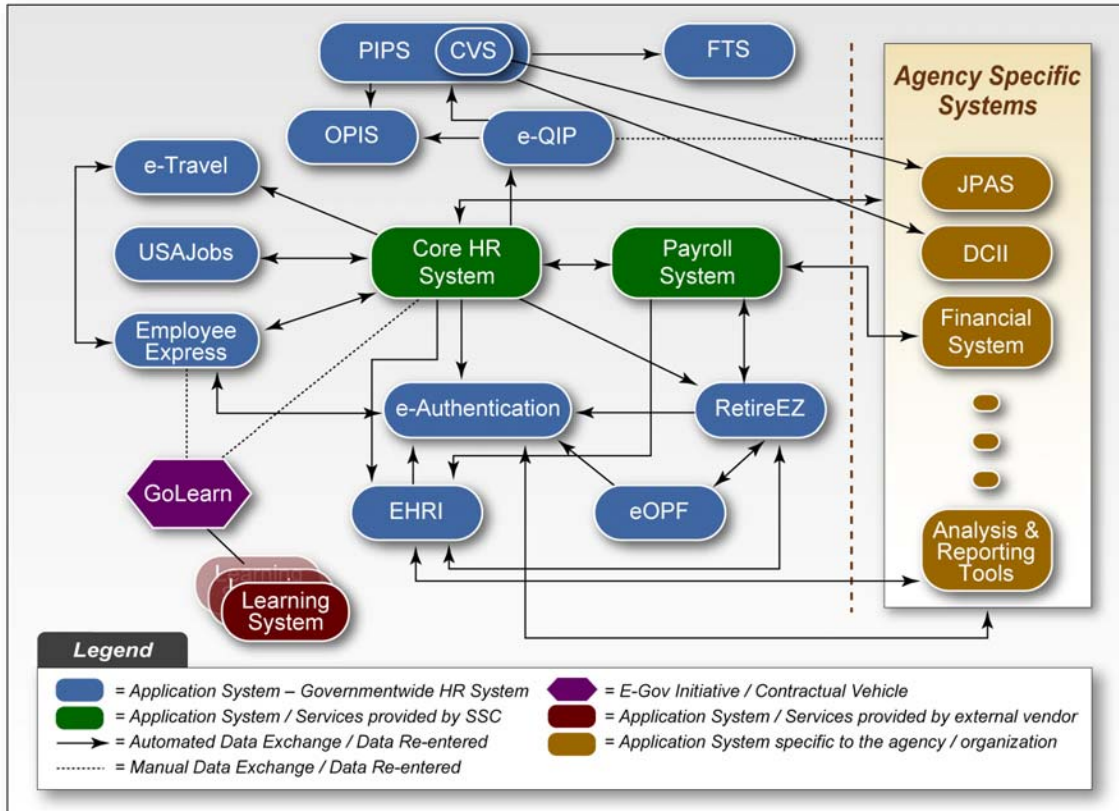 PIPS
CVS
FTS
Agency Specific
Systems
OPIS
e-QIP
e-Travel
JPAS
USAJobs
Core HR
System
Payroll
System
DCII
Employee
Express
Financial
System
e-Authentication
RetireEZ
GoLearn
EHRI
eOPF
Analysis &
Reporting
Tools
Learning
Learning
System
Legend
= Application System – Governmentwide HR System
= Application System / Services provided by SSC
= Automated Data Exchange / Data Re-entered
= Manual Data Exchange / Data Re-entered
= E-Gov Initiative / Contractual Vehicle
= Application System / Services provided by external vendor
= Application System specific to the agency / organization